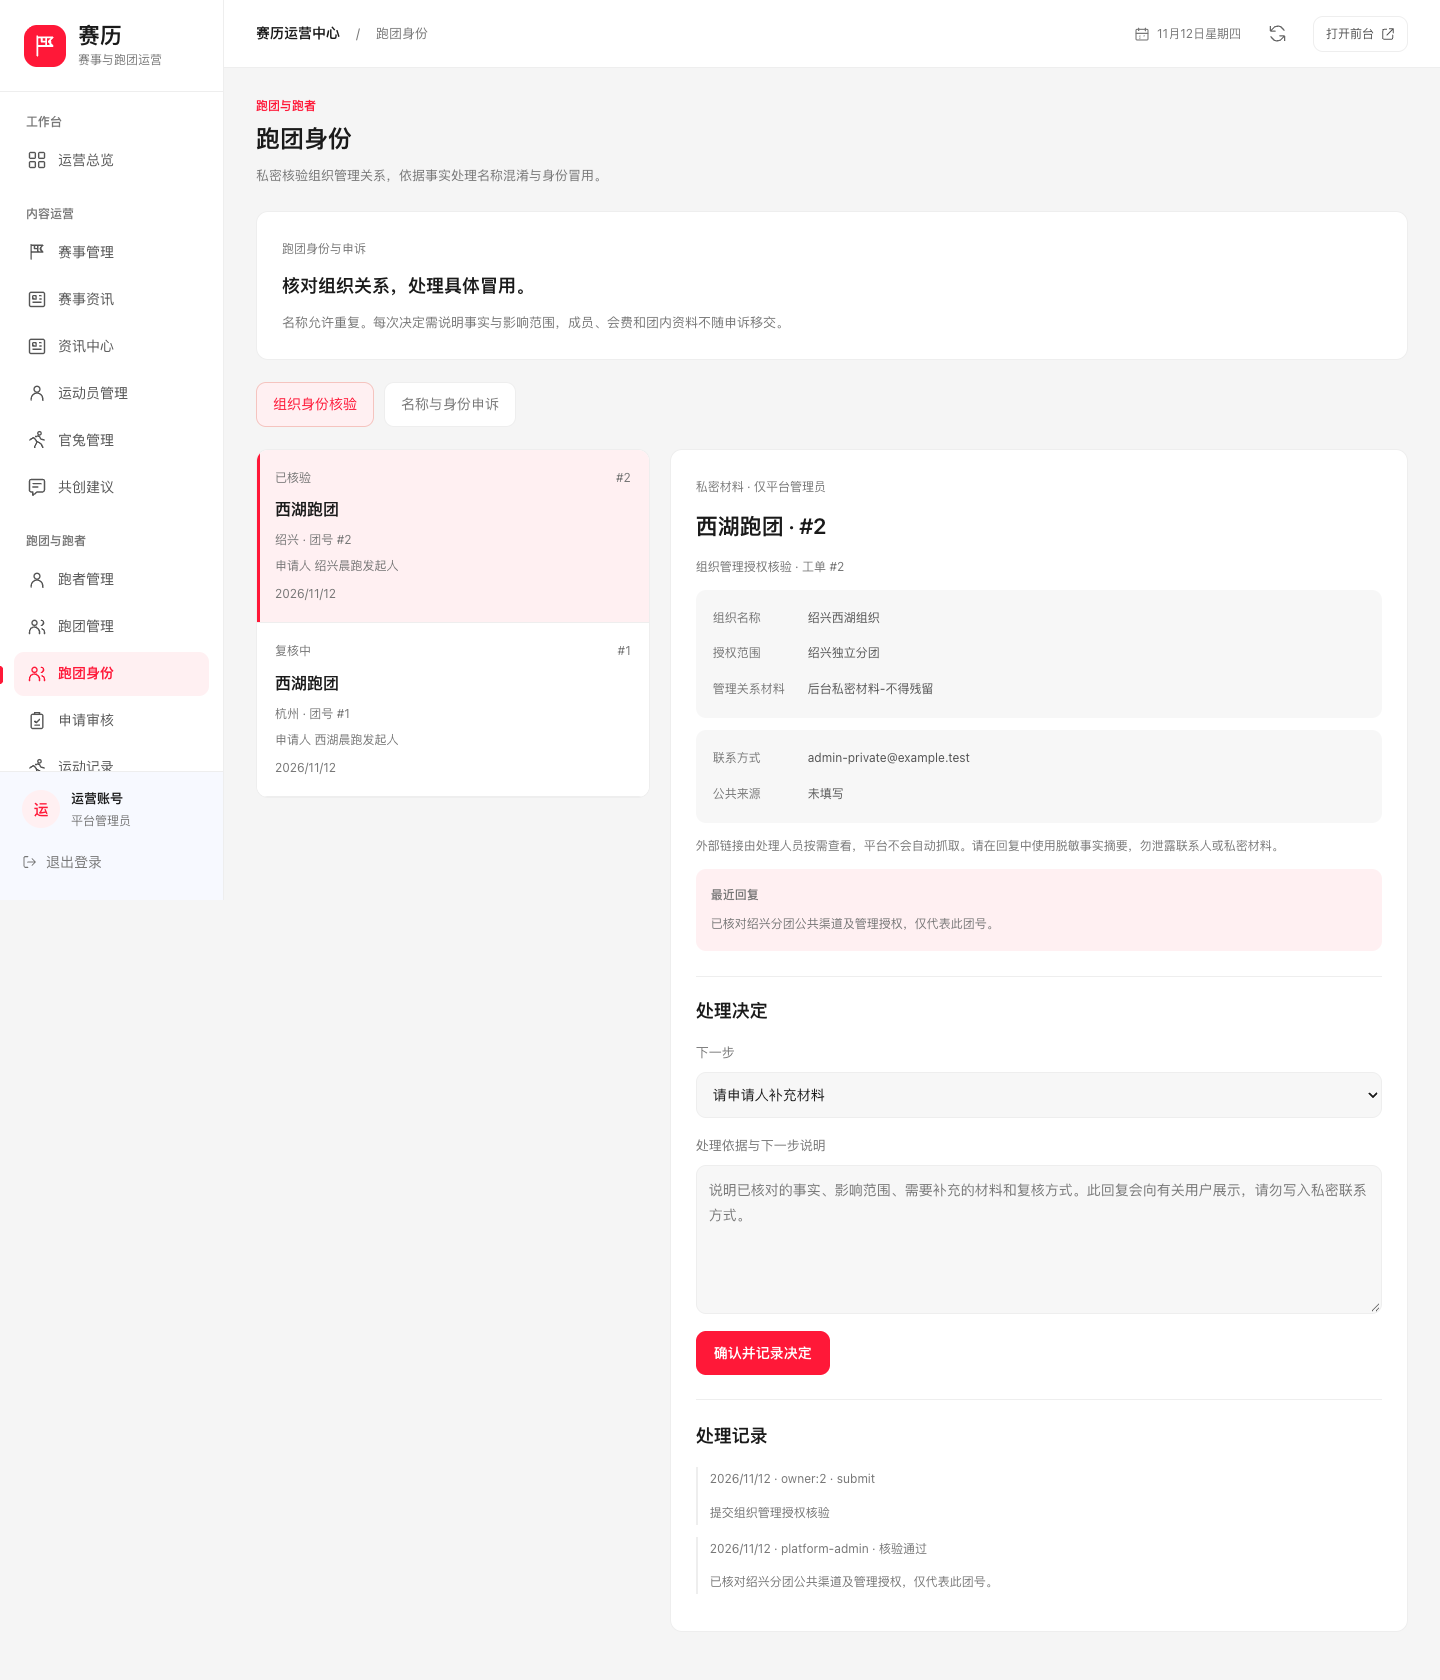 赛历
赛事与跑团运营
工作台
运营总览
内容运营
赛事管理
赛事资讯
资讯中心
运动员管理
官兔管理
共创建议
跑团与跑者
跑者管理
跑团管理
跑团身份
申请审核
运动记录
运
运营账号
平台管理员
退出登录
赛历运营中心 / 跑团身份
11月12日星期四
打开前台
跑团与跑者
跑团身份
私密核验组织管理关系，依据事实处理名称混淆与身份冒用。
跑团身份与申诉
核对组织关系，处理具体冒用。
名称允许重复。每次决定需说明事实与影响范围，成员、会费和团内资料不随申诉移交。
组织身份核验
名称与身份申诉
已核验 #2
西湖跑团
绍兴 · 团号 #2
申请人 绍兴晨跑发起人
2026/11/12
复核中 #1
西湖跑团
杭州 · 团号 #1
申请人 西湖晨跑发起人
2026/11/12
私密材料 · 仅平台管理员
西湖跑团 · #2
组织管理授权核验 · 工单 #2
组织名称 绍兴西湖组织
授权范围 绍兴独立分团
管理关系材料 后台私密材料-不得残留
联系方式 admin-private@example.test
公共来源 未填写
外部链接由处理人员按需查看，平台不会自动抓取。请在回复中使用脱敏事实摘要，勿泄露联系人或私密材料。
最近回复
已核对绍兴分团公共渠道及管理授权，仅代表此团号。
处理决定
下一步
请申请人补充材料
处理依据与下一步说明
说明已核对的事实、影响范围、需要补充的材料和复核方式。此回复会向有关用户展示，请勿写入私密联系
方式。
确认并记录决定
处理记录
2026/11/12 · owner:2 · submit
提交组织管理授权核验
2026/11/12 · platform-admin · 核验通过
已核对绍兴分团公共渠道及管理授权，仅代表此团号。